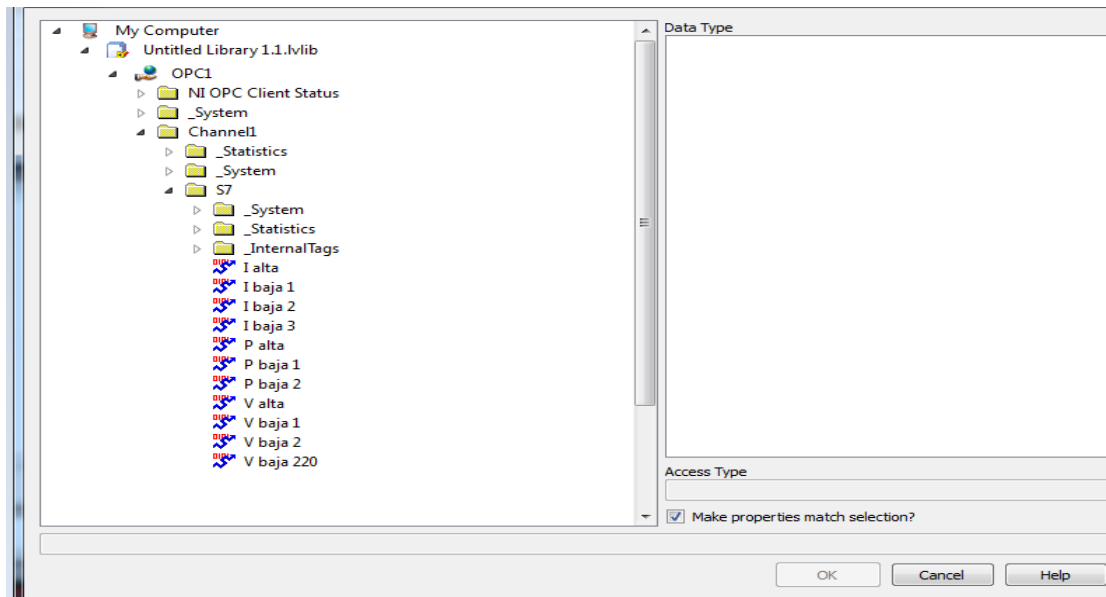 My Computer
Untitled Library 1.1.lvlib
OPC1
NI OPC Client Status
_System
Channel1
_Statistics
_System
S7
_System
_Statistics
_InternalTags
I alta
I baja 1
I baja 2
I baja 3
P alta
P baja 1
P baja 2
V alta
V baja 1
V baja 2
V baja 220
Data Type
Access Type
Make properties match selection?
OK Cancel Help